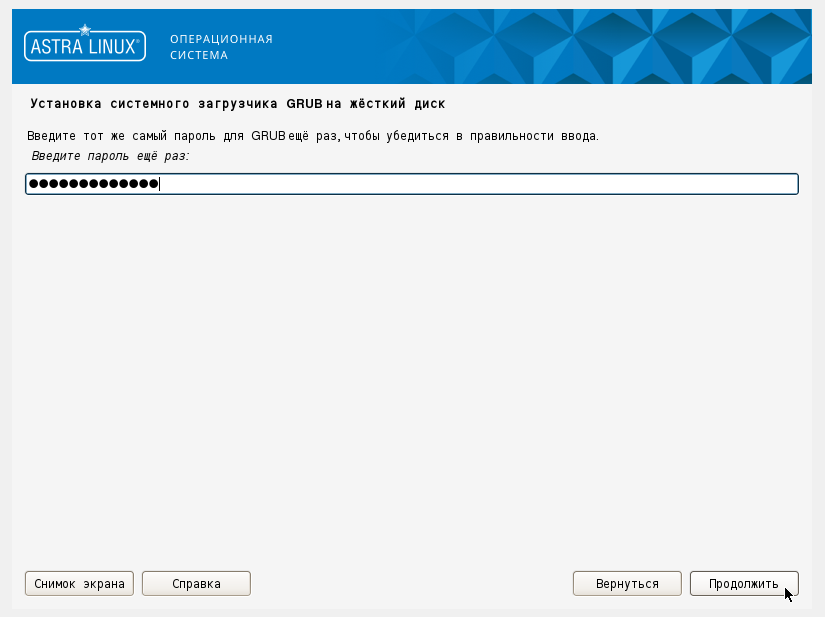 ASTRA LINUX®
ОПЕРАЦИОННАЯ
СИСТЕМА
Установка системного загрузчика GRUB на жёсткий диск
Введите тот же самый пароль для GRUB ещё раз, чтобы убедиться в правильности ввода.
Введите пароль ещё раз:
●●●●●●●●●●●●●
Снимок экрана
Справка
Вернуться
Продолжить